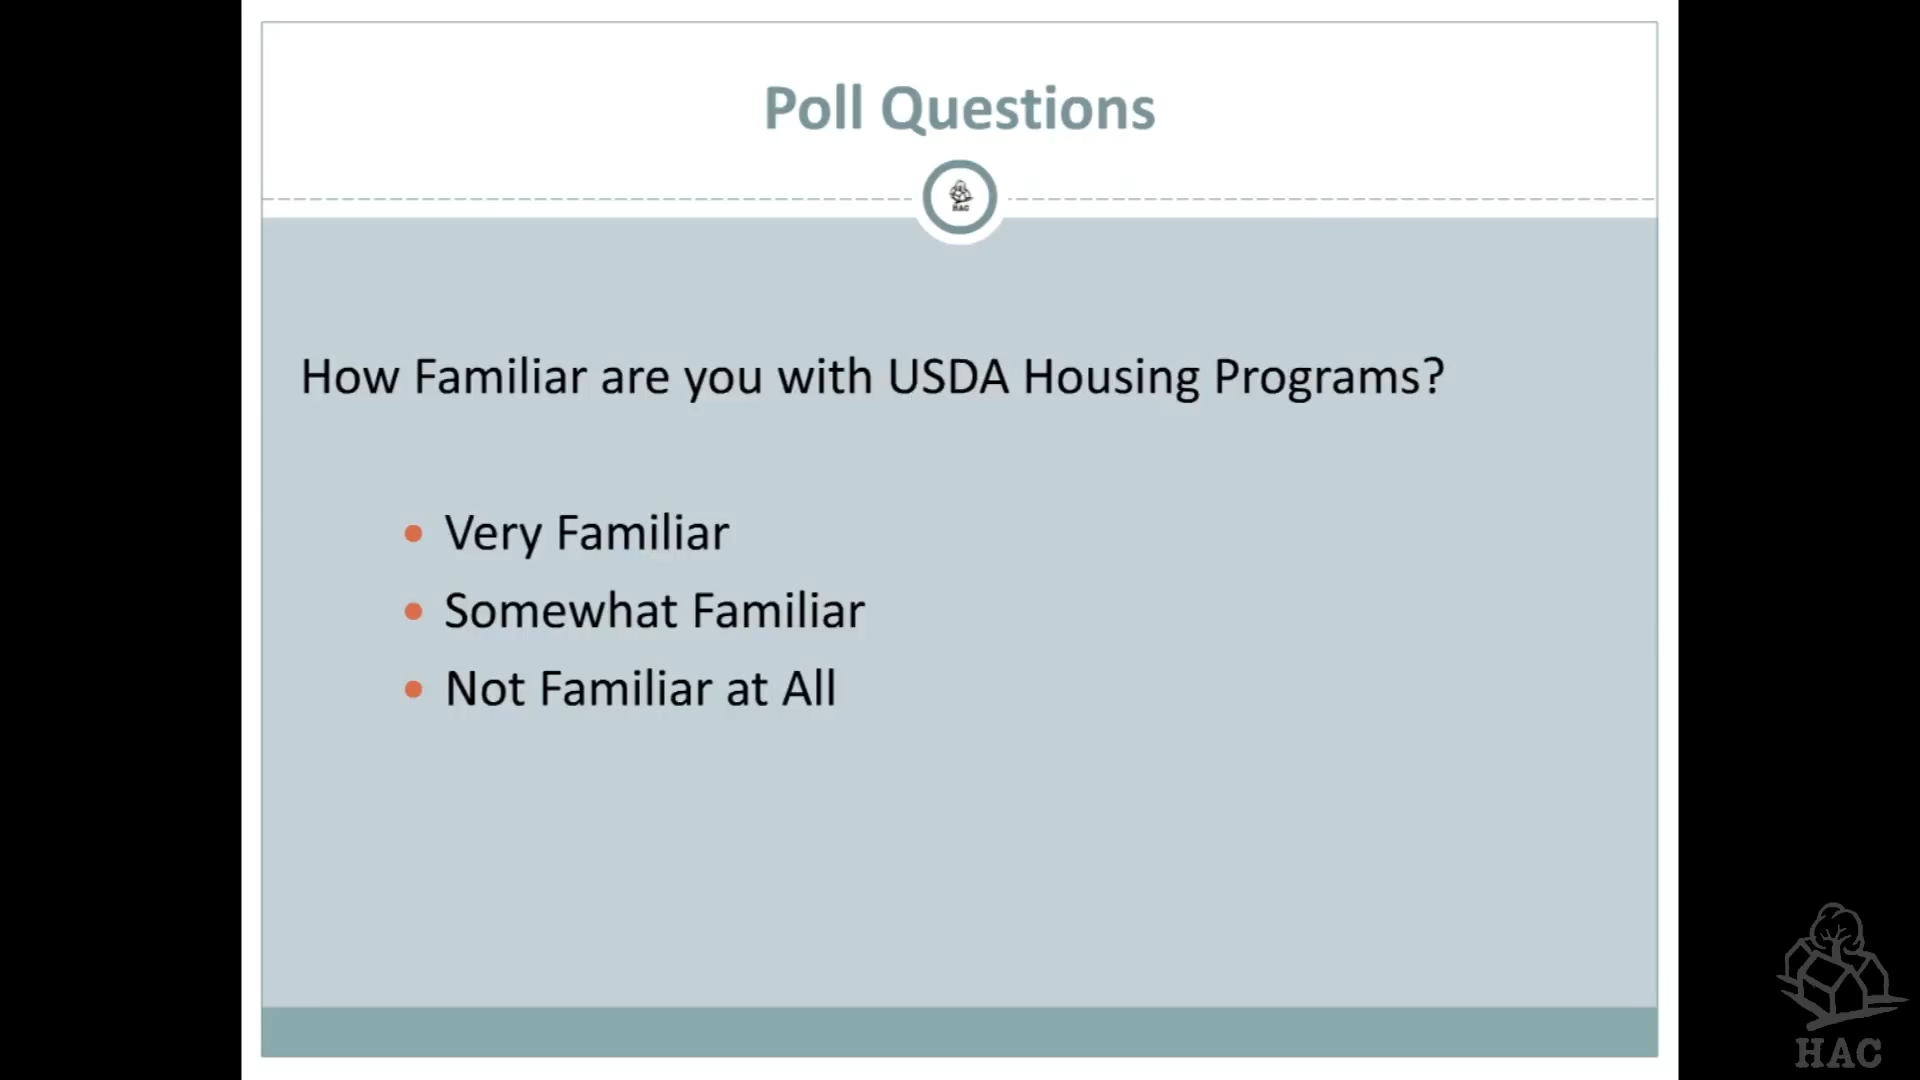 Poll Questions
HAC
How Familiar are you with USDA Housing Programs?
• Very Familiar
• Somewhat Familiar
• Not Familiar at All
HAC